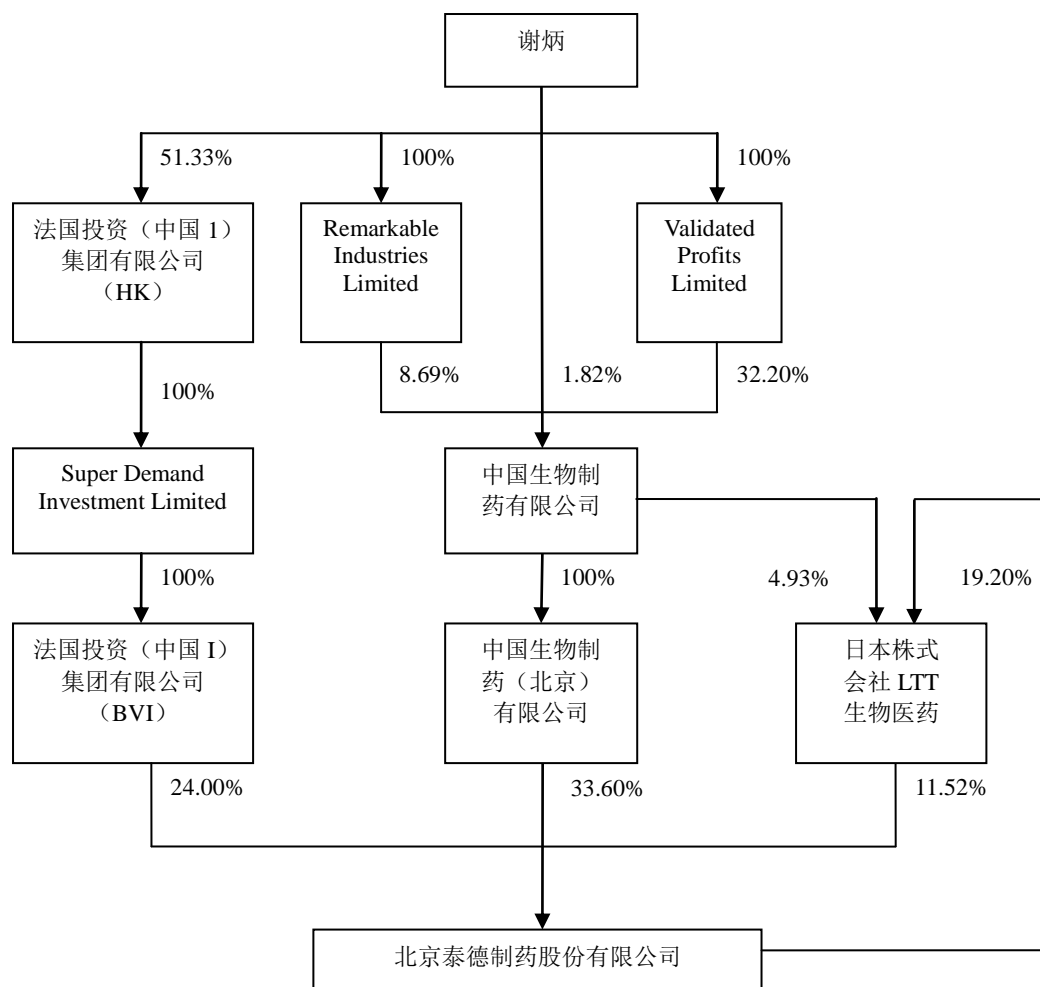 谢炳
51.33%
100%
100%
法国投资（中国 1）
集团有限公司
（HK）
Remarkable
Industries
Limited
Validated
Profits
Limited
8.69%
1.82%
32.20%
100%
Super Demand
Investment Limited
中国生物制
药有限公司
100%
100%
4.93%
19.20%
法国投资（中国 I）
集团有限公司
（BVI）
中国生物制
药（北京）
有限公司
日本株式
会社 LTT
生物医药
24.00%
33.60%
11.52%
北京泰德制药股份有限公司